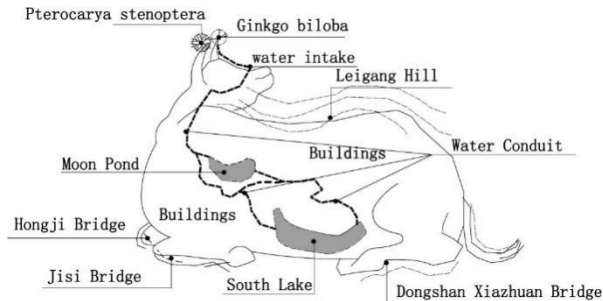 Pterocarya stenoptera
Ginkgo biloba
water intake
Leigang Hill
Buildings
Water Conduit
Moon Pond
Buildings
Hongji Bridge
Jisi Bridge
South Lake
Dongshan Xiazhuan Bridge